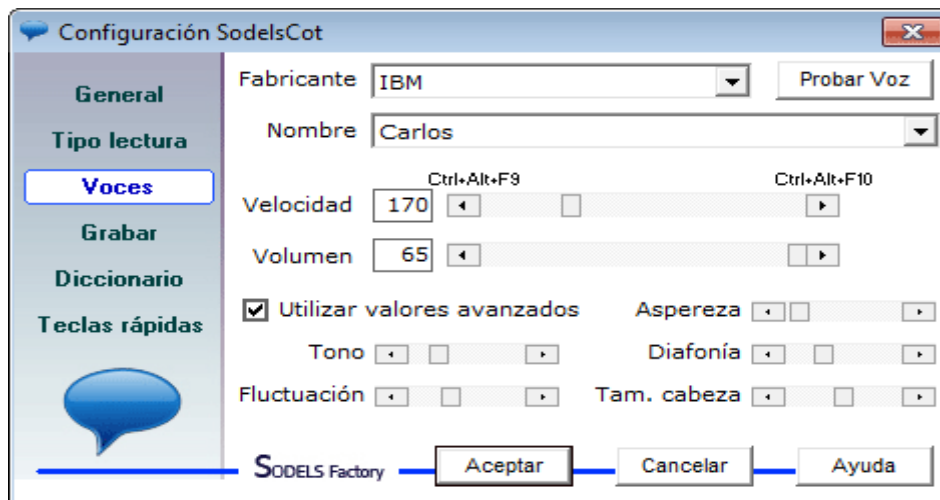 Configuración SodelsCot
General
Tipo lectura
Voces
Grabar
Diccionario
Teclas rápidas
Fabricante IBM Probar Voz
Nombre Carlos
Ctrl+Alt+F9 Ctrl+Alt+F10
Velocidad 170
Volumen 65
Utilizar valores avanzados Aspereza
Tono Diafonía
Fluctuación Tam. cabeza
SODELS Factory Aceptar Cancelar Ayuda